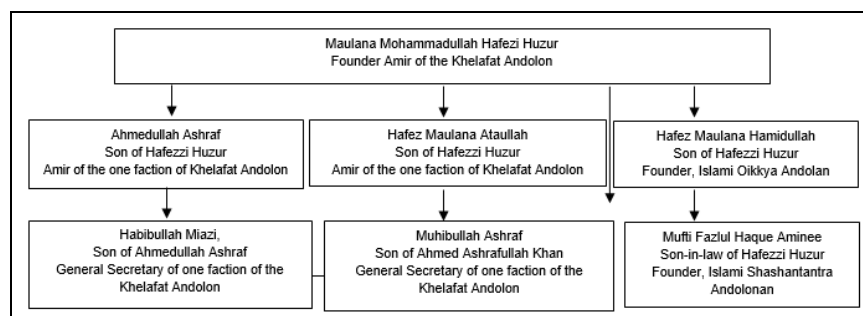 Maulana Mohammadullah Hafezi Huzur
Founder Amir of the Khelafat Andolon
Ahmedullah Ashraf
Son of Hafezzi Huzur
Amir of the one faction of Khelafat Andolon
Hafez Maulana Ataullah
Son of Hafezzi Huzur
Amir of the one faction of Khelafat Andolon
Hafez Maulana Hamidullah
Son of Hafezzi Huzur
Founder, Islami Oikkya Andolan
Habibullah Miazi,
Son of Ahmedullah Ashraf
General Secretary of one faction of the
Khelafat Andolon
Muhibullah Ashraf
Son of Ahmed Ashrafullah Khan
General Secretary of one faction of the
Khelafat Andolon
Mufti Fazlul Haque Aminee
Son-in-law of Hafezzi Huzur
Founder, Islami Shashantantra
Andolonan